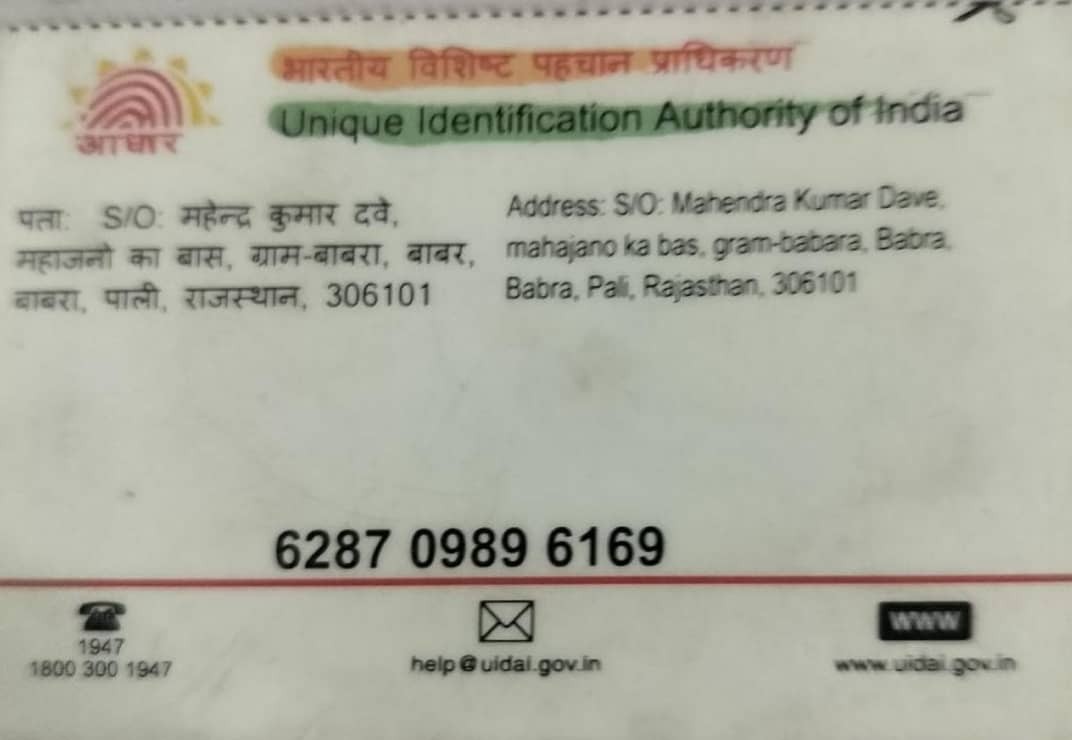 आधार
भारतीय विशिष्ट पहचान प्राधिकरण
Unique Identification Authority of India
पता: S/O: महेन्द्र कुमार दवे,
महाजनो का बास, ग्राम-बाबरा, बाबर,
बाबरा, पाली, राजस्थान, 306101
Address: S/O: Mahendra Kumar Dave,
mahajano ka bas, gram-babara, Babra,
Babra, Pali, Rajasthan, 306101
6287 0989 6169
1947
1800 300 1947
help@uidai.gov.in
WWW
www.uidai.gov.in